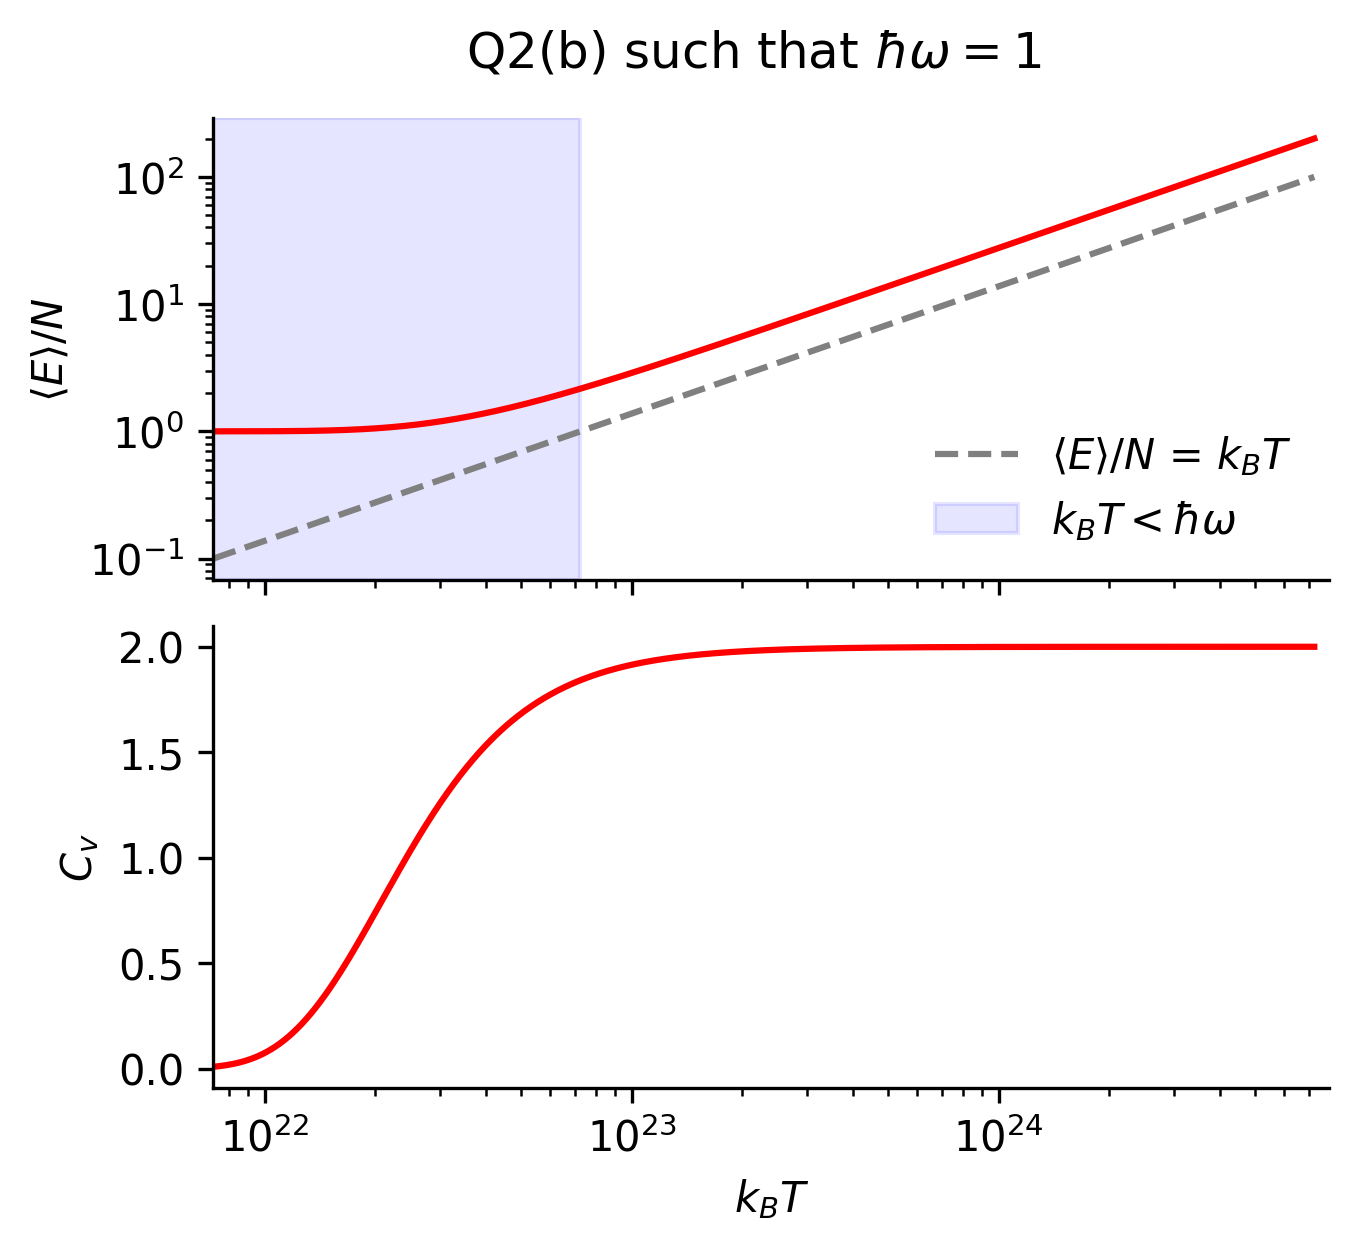 Q2(b) such that ℏω = 1
10²
10¹
10⁰
10⁻¹
⟨E⟩/N
⟨E⟩/N = k_BT
k_BT < ℏω
2.0
1.5
1.0
0.5
0.0
C_v
10²² 10²³ 10²⁴
k_BT